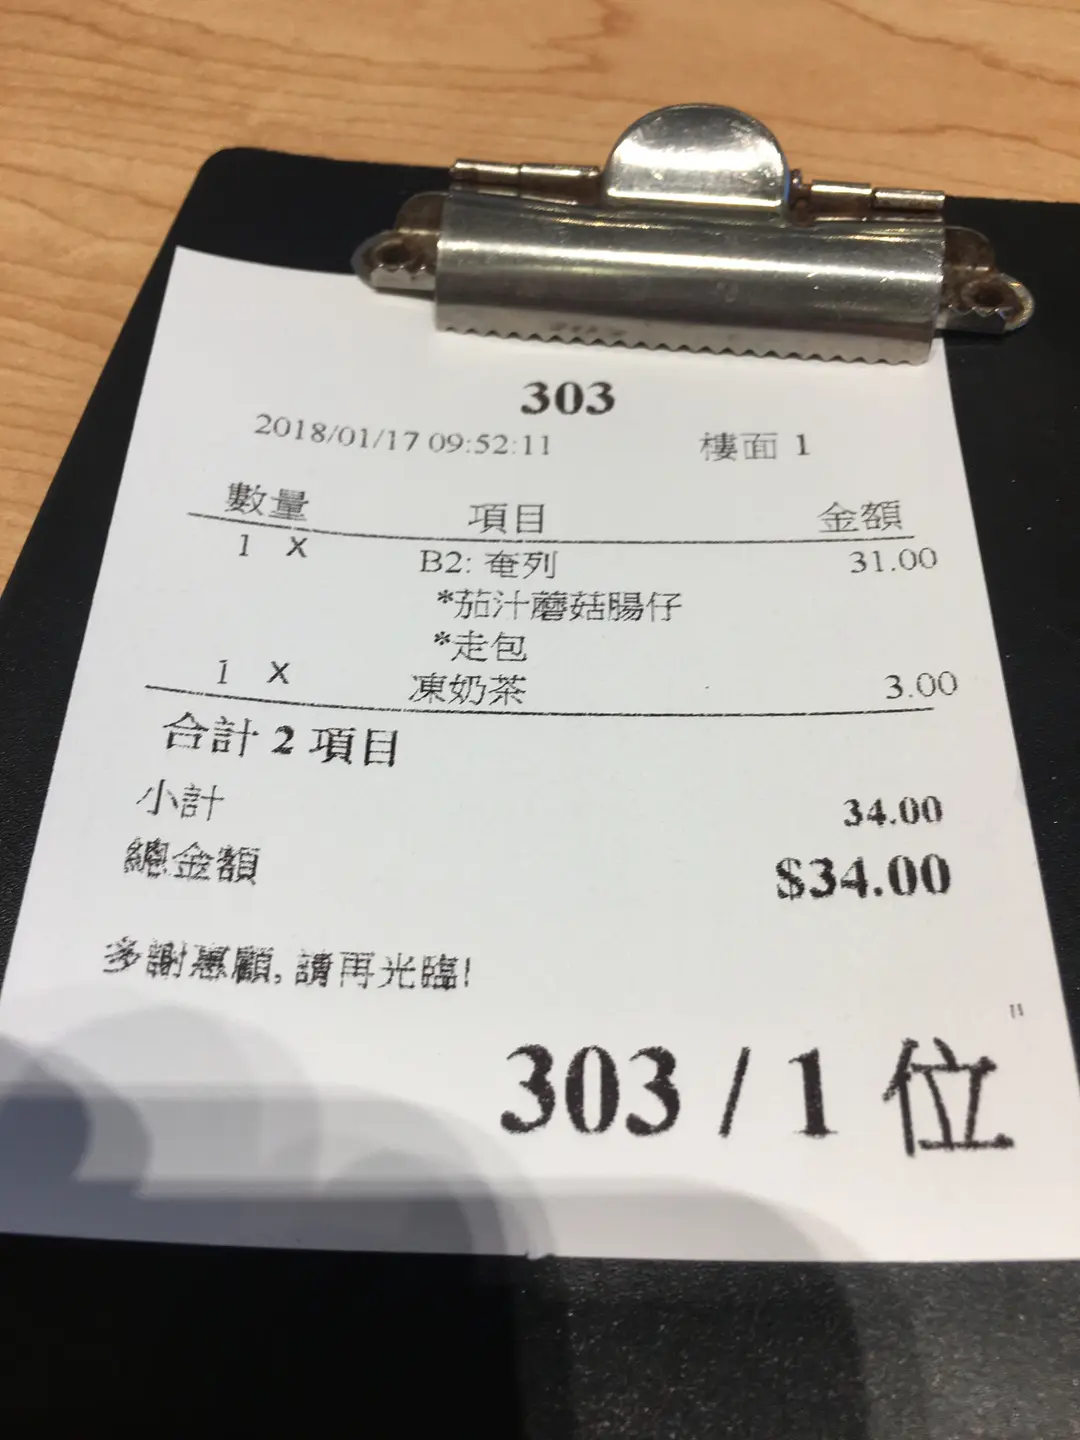 303
2018/01/17 09:52:11 樓面 1
數量 項目 金額
1 X B2: 奄列 31.00
*茄汁蘑菇腸仔
*走包
1 X 凍奶茶 3.00
合計 2 項目
小計 34.00
總金額 $34.00
多謝惠顧, 請再光臨!
303 / 1 位